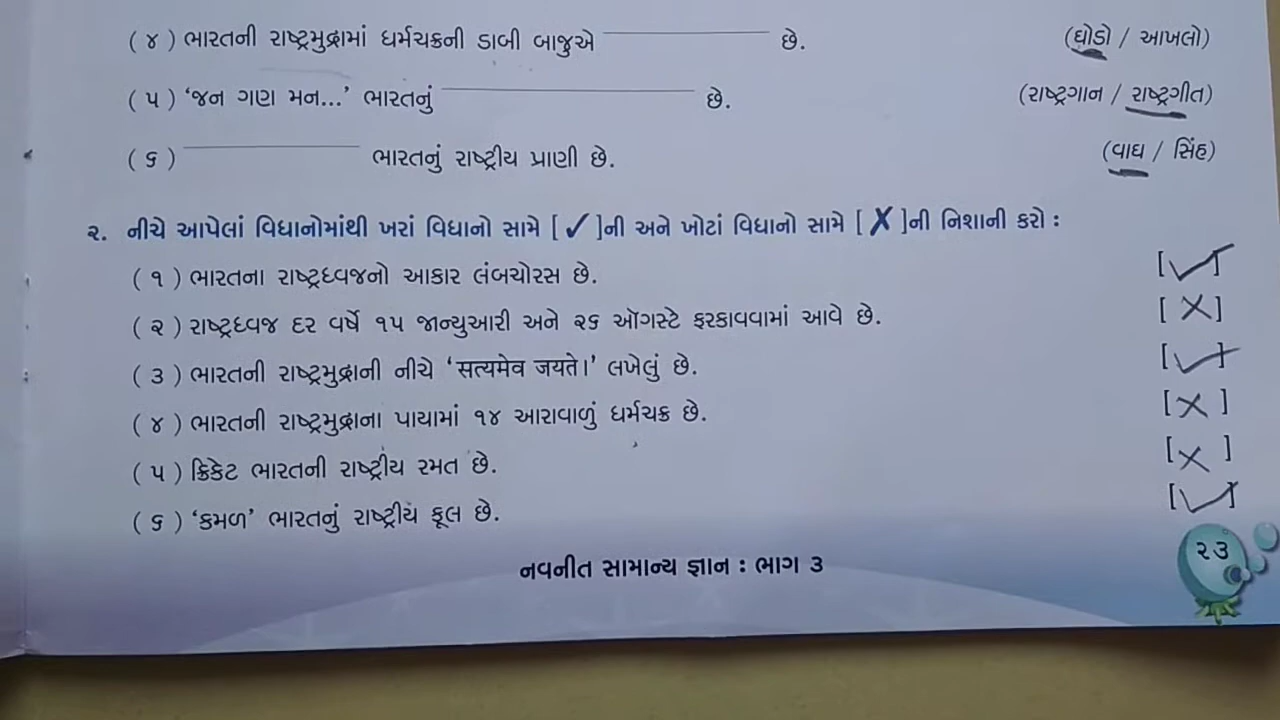 (૪) ભારતની રાષ્ટ્રમુદ્રામાં ધર્મચક્રની ડાબી બાજુએ ____________ છે. (ઘોડો / આખલો)
(૫) ‘જન ગણ મન...’ ભારતનું ____________ છે. (રાષ્ટ્રગાન / રાષ્ટ્રગીત)
(૬) ____________ ભારતનું રાષ્ટ્રીય પ્રાણી છે. (વાઘ / સિંહ)
૨. નીચે આપેલાં વિધાનોમાંથી ખરાં વિધાનો સામે [✓]ની અને ખોટાં વિધાનો સામે [✗]ની નિશાની કરો :
(૧) ભારતના રાષ્ટ્રધ્વજનો આકાર લંબચોરસ છે. [✓]
(૨) રાષ્ટ્રધ્વજ દર વર્ષે ૧૫ જાન્યુઆરી અને ૨૬ ઑગસ્ટે ફરકાવવામાં આવે છે. [✗]
(૩) ભારતની રાષ્ટ્રમુદ્રાની નીચે ‘सत्यमेव जयते।’ લખેલું છે. [✓]
(૪) ભારતની રાષ્ટ્રમુદ્રાના પાયામાં ૧૪ આરાવાળું ધર્મચક્ર છે. [✗]
(૫) ક્રિકેટ ભારતની રાષ્ટ્રીય રમત છે. [✗]
(૬) ‘કમળ’ ભારતનું રાષ્ટ્રીય ફૂલ છે. [✓]
નવનીત સામાન્ય જ્ઞાન : ભાગ ૩
૨૩